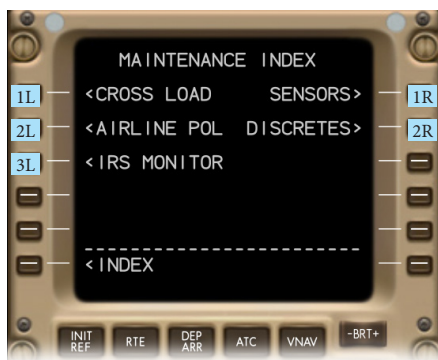 MAINTENANCE INDEX
1L <CROSS LOAD SENSORS> 1R
2L <AIRLINE POL DISCRETES> 2R
3L <IRS MONITOR
<INDEX
INIT REF RTE DEP ARR ATC VNAV -BRT+